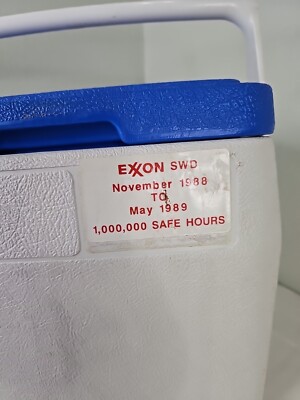 EXXON SWD
November 1988
TO
May 1989
1,000,000 SAFE HOURS